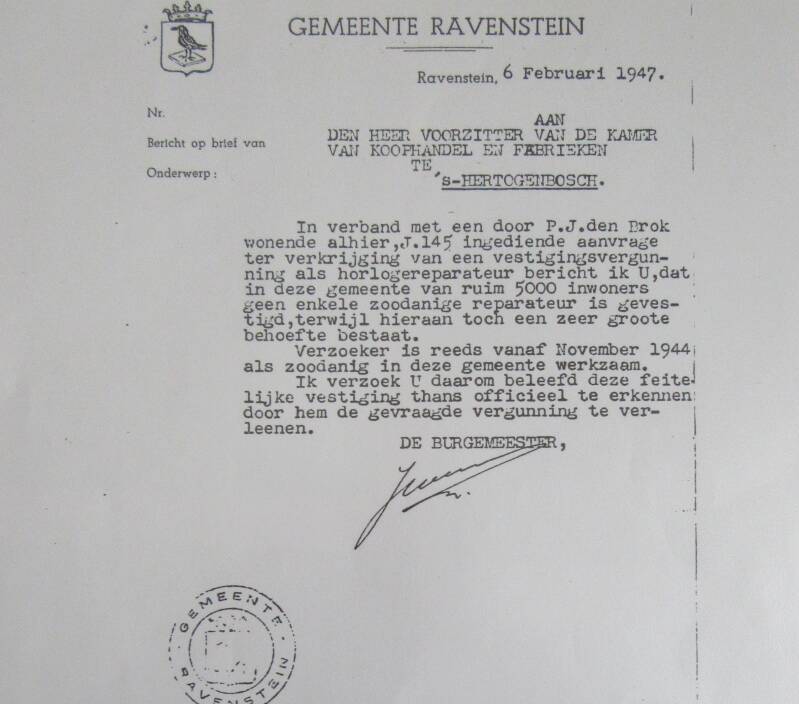 GEMEENTE RAVENSTEIN
Ravenstein, 6 Februari 1947.
Nr.
Bericht op brief van
Onderwerp:
AAN
DEN HEER VOORZITTER VAN DE KAMER
VAN KOOPHANDEL EN FABRIEKEN
TE
's-HERTOGENBOSCH.
In verband met een door P.J.den Brok
wonende alhier,J.145 ingediende aanvrage
ter verkrijging van een vestigingsvergun-
ning als horlogereparateur bericht ik U,dat
in deze gemeente van ruim 5000 inwoners
geen enkele zoodanige reparateur is geves-
tigd,terwijl hieraan toch een zeer groote
behoefte bestaat.
Verzoeker is reeds vanaf November 1944
als zoodanig in deze gemeente werkzaam.
Ik verzoek U daarom beleefd deze feite-
lijke vestiging thans officieel te erkennen
door hem de gevraagde vergunning te ver-
leenen.
DE BURGEMEESTER,
GEMEENTE
RAVENSTEIN